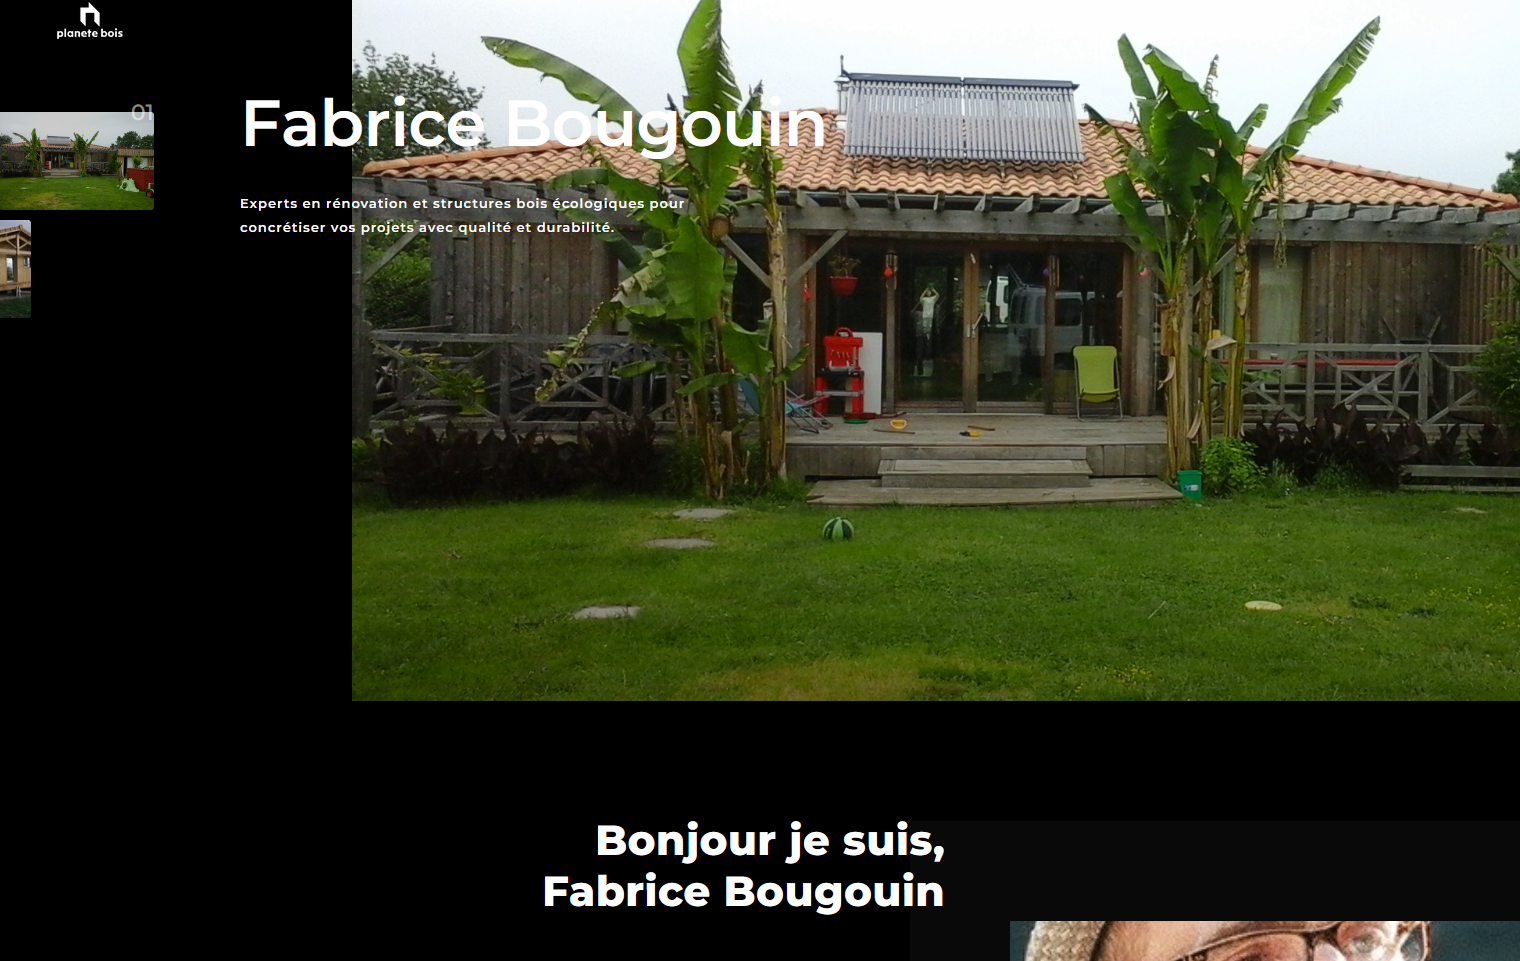 planete bois
01
Fabrice Bougouin
Experts en rénovation et structures bois écologiques pour
concrétiser vos projets avec qualité et durabilité.
Bonjour je suis,
Fabrice Bougouin